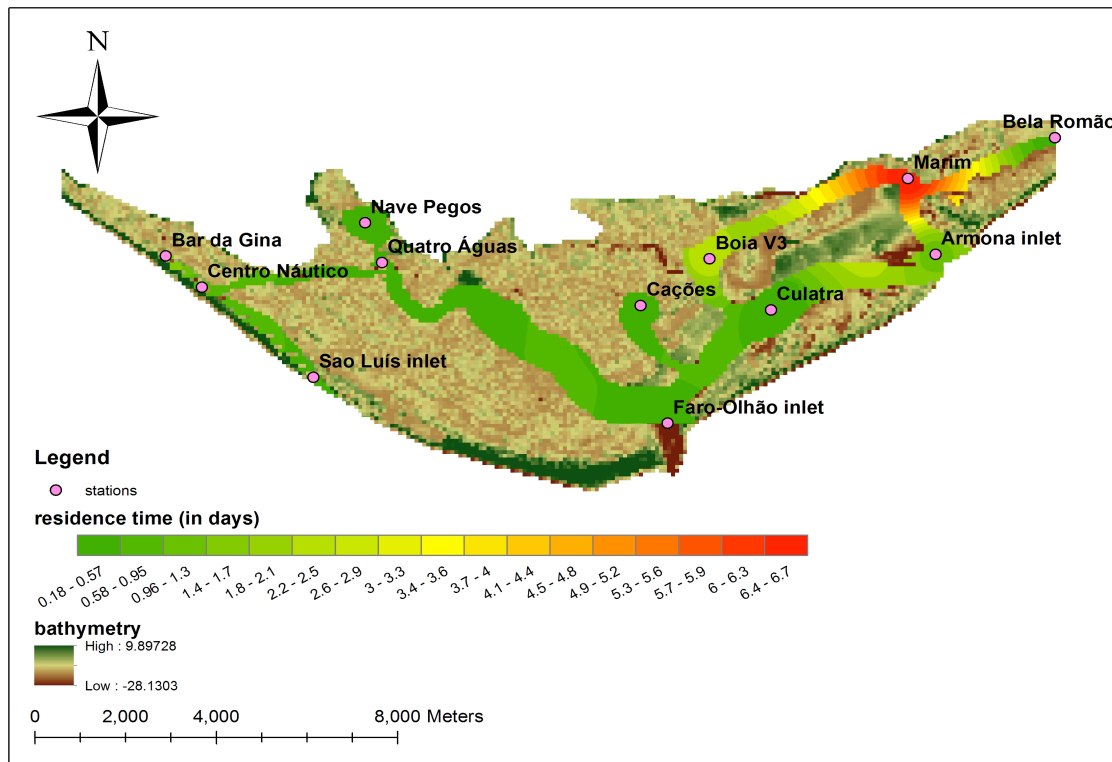 N
Bela Romão
Marim
Nave Pegos
Bar da Gina
Quatro Águas
Boia V3
Armona inlet
Centro Náutico
Cações
Culatra
Sao Luís inlet
Faro-Olhão inlet
Legend
stations
residence time (in days)
0.18 - 0.57
0.58 - 0.95
0.96 - 1.3
1.4 - 1.7
1.8 - 2.1
2.2 - 2.5
2.6 - 2.9
3 - 3.3
3.4 - 3.6
3.7 - 4
4.1 - 4.4
4.5 - 4.8
4.9 - 5.2
5.3 - 5.6
5.7 - 5.9
6 - 6.3
6.4 - 6.7
bathymetry
High : 9.89728
Low : -28.1303
0 2,000 4,000 8,000 Meters